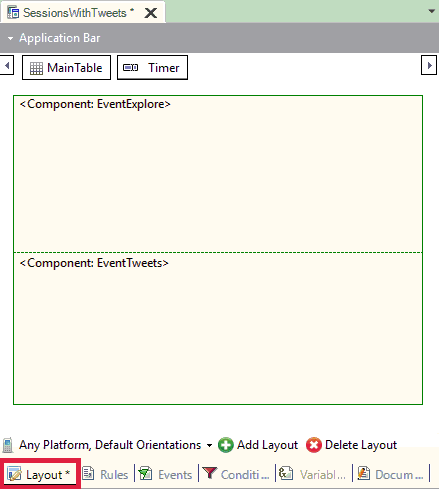 SessionsWithTweets *
Application Bar
MainTable Timer
<Component: EventExplore>
<Component: EventTweets>
Any Platform, Default Orientations Add Layout Delete Layout
Layout * Rules Events Conditi ... Variabl ... Docum ...